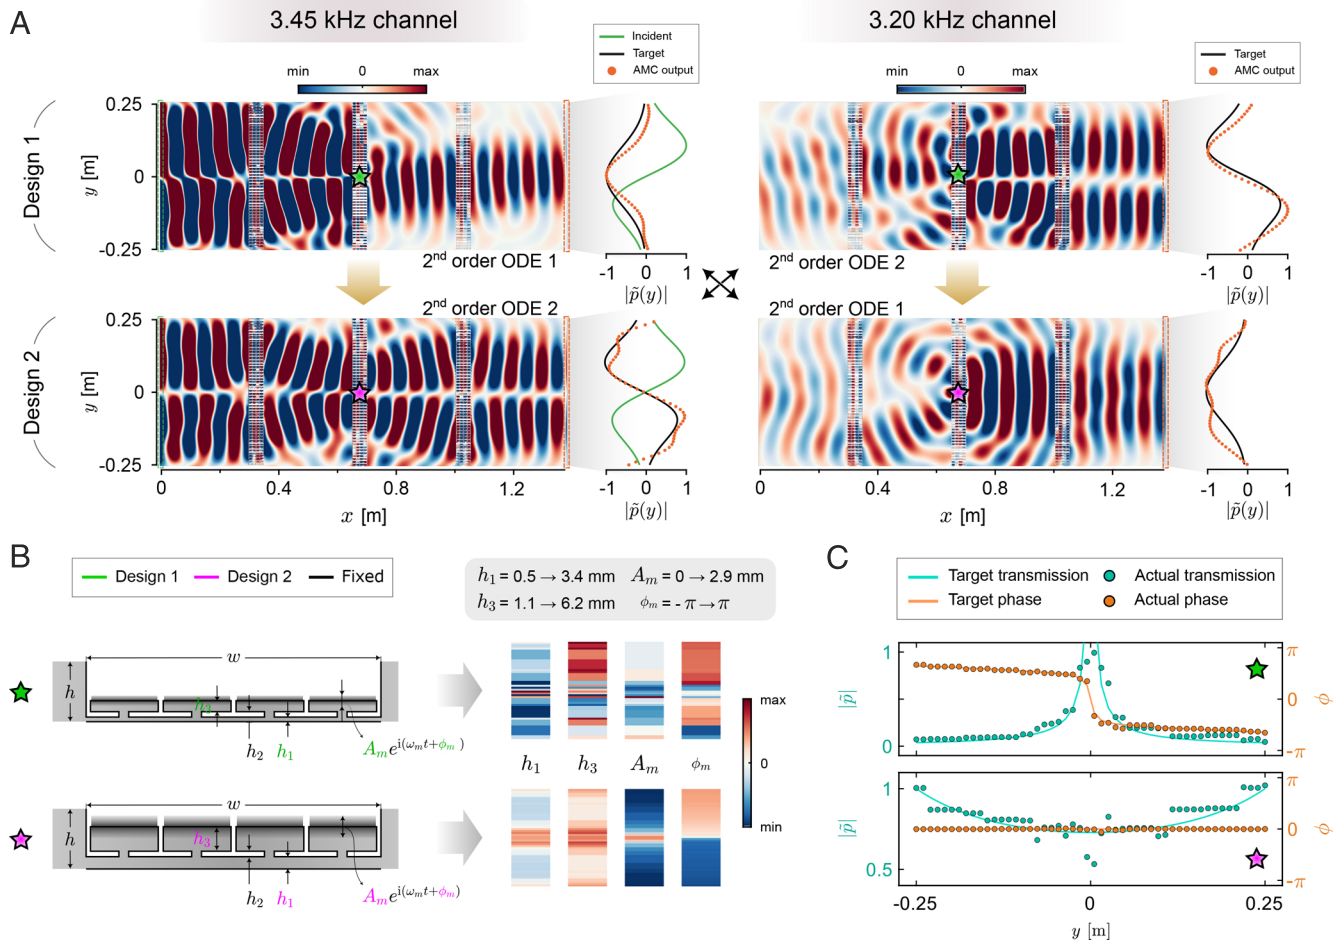 A
3.45 kHz channel
3.20 kHz channel
Incident
Target
AMC output
Target
AMC output
min 0 max
min 0 max
Design 1
y [m]
0.25
0
-0.25
2nd order ODE 1
-1 0 1
|p̃(y)|
2nd order ODE 2
-1 0 1
|p̃(y)|
Design 2
y [m]
0.25
0
-0.25
2nd order ODE 2
2nd order ODE 1
0 0.4 0.8 1.2
x [m]
-1 0 1
|p̃(y)|
0 0.4 0.8 1.2
x [m]
-1 0 1
|p̃(y)|
B
Design 1 Design 2 Fixed
h1 = 0.5 → 3.4 mm Am = 0 → 2.9 mm
h3 = 1.1 → 6.2 mm ϕm = - π → π
w
h
h3
h2 h1 Am e^i(ωmt+ϕm)
h1 h3 Am ϕm
max
0
min
w
h
h3
h2 h1 Am e^i(ωmt+ϕm)
C
Target transmission Actual transmission
Target phase Actual phase
1
|p̃|
0
π
0
-π
ϕ
1
|p̃|
0.5
π
0
-π
-0.25 0 0.25
y [m]